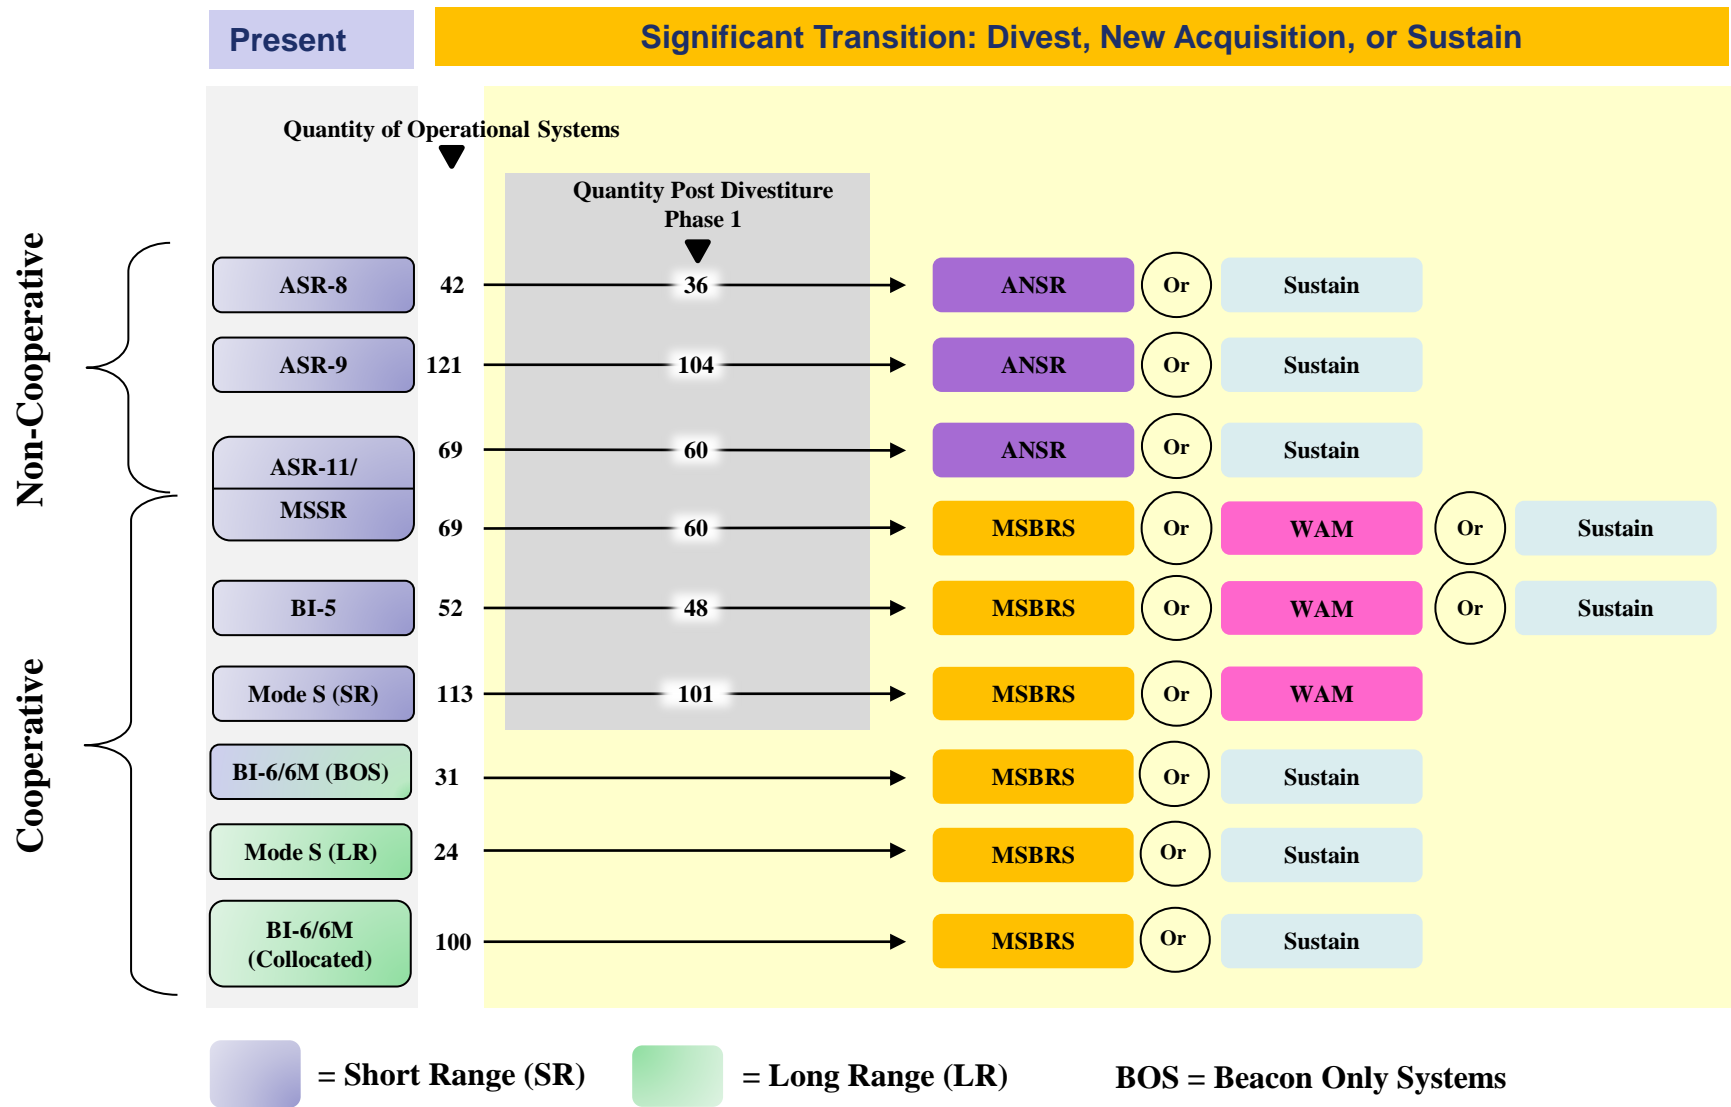 Present
Significant Transition: Divest, New Acquisition, or Sustain
Quantity of Operational Systems
Quantity Post Divestiture
Phase 1
Non-Cooperative
ASR-8 42 36 ANSR Or Sustain
ASR-9 121 104 ANSR Or Sustain
ASR-11/ 69 60 ANSR Or Sustain
MSSR 69 60 MSBRS Or WAM Or Sustain
Cooperative
BI-5 52 48 MSBRS Or WAM Or Sustain
Mode S (SR) 113 101 MSBRS Or WAM
BI-6/6M (BOS) 31 MSBRS Or Sustain
Mode S (LR) 24 MSBRS Or Sustain
BI-6/6M
(Collocated) 100 MSBRS Or Sustain
= Short Range (SR)
= Long Range (LR)
BOS = Beacon Only Systems